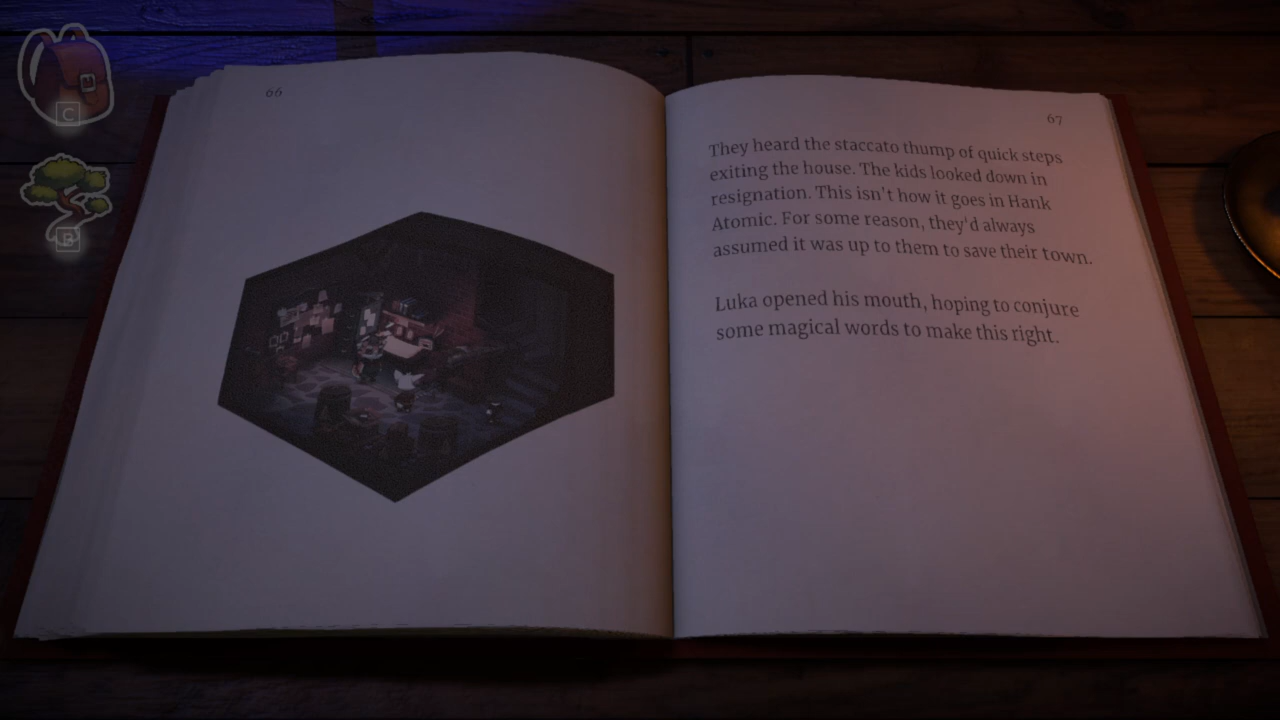 C
B
66
67
They heard the staccato thump of quick steps
exiting the house. The kids looked down in
resignation. This isn't how it goes in Hank
Atomic. For some reason, they'd always
assumed it was up to them to save their town.
Luka opened his mouth, hoping to conjure
some magical words to make this right.